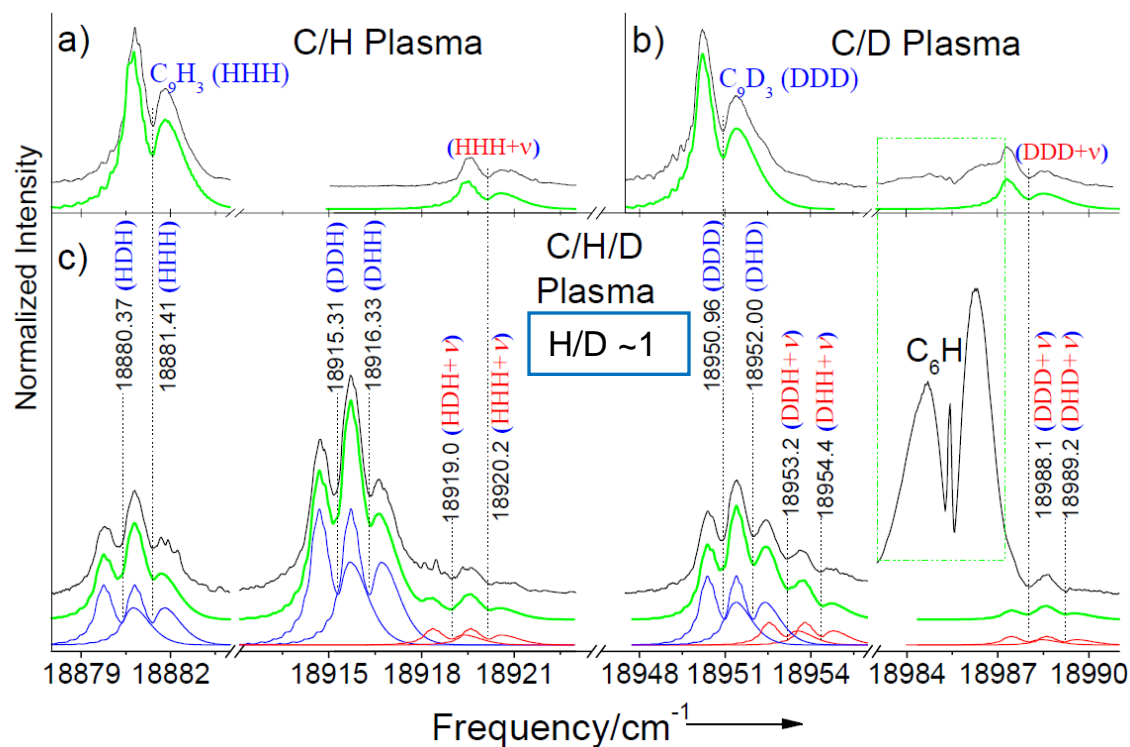 a)
C/H Plasma
C₉H₃ (HHH)
(HHH+ν)
b)
C/D Plasma
C₉D₃ (DDD)
(DDD+ν)
Normalized Intensity
c)
C/H/D
Plasma
H/D ~1
18880.37 (HDH)
18881.41 (HHH)
18915.31 (DDH)
18916.33 (DHH)
18919.0 (HDH+ν)
18920.2 (HHH+ν)
18950.96 (DDD)
18952.00 (DHD)
18953.2 (DDH+ν)
18954.4 (DHH+ν)
C₆H
18988.1 (DDD+ν)
18989.2 (DHD+ν)
18879 18882 18915 18918 18921 18948 18951 18954 18984 18987 18990
Frequency/cm⁻¹